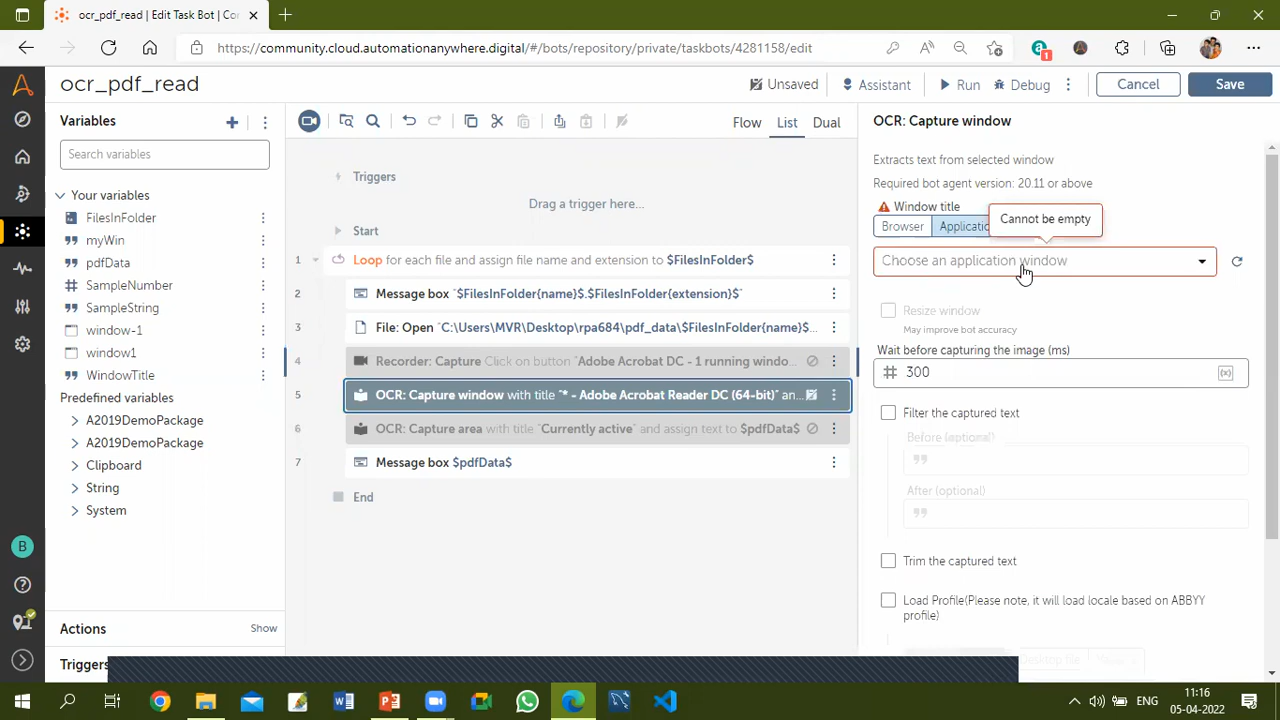 ocr_pdf_read | Edit Task Bot | Cor
https://community.cloud.automationanywhere.digital/#/bots/repository/private/taskbots/4281158/edit
ocr_pdf_read
Unsaved
Assistant
Run
Debug
Cancel
Save
Variables
Flow
List
Dual
OCR: Capture window
Search variables
Your variables
FilesInFolder
myWin
pdfData
SampleNumber
SampleString
window-1
window1
WindowTitle
Predefined variables
A2019DemoPackage
A2019DemoPackage
Clipboard
String
System
Actions
Show
Triggers
Triggers
Drag a trigger here...
Start
1 Loop for each file and assign file name and extension to $FilesInFolder$
2 Message box "$FilesInFolder{name}$.$FilesInFolder{extension}$"
3 File: Open "C:\Users\MVR\Desktop\rpa684\pdf_data\$FilesInFolder{name}$...
4 Recorder: Capture Click on button "Adobe Acrobat DC - 1 running windo...
5 OCR: Capture window with title "* - Adobe Acrobat Reader DC (64-bit)" an...
6 OCR: Capture area with title "Currently active" and assign text to $pdfData$
7 Message box $pdfData$
End
Extracts text from selected window
Required bot agent version: 20.11 or above
Window title
Cannot be empty
Browser
Applicatio
Choose an application window
Resize window
May improve bot accuracy
Wait before capturing the image (ms)
300
(x)
Filter the captured text
Before (optional)
After (optional)
Trim the captured text
Load Profile(Please note, it will load locale based on ABBYY
profile)
Desktop file
B
1
ENG
11:16
05-04-2022